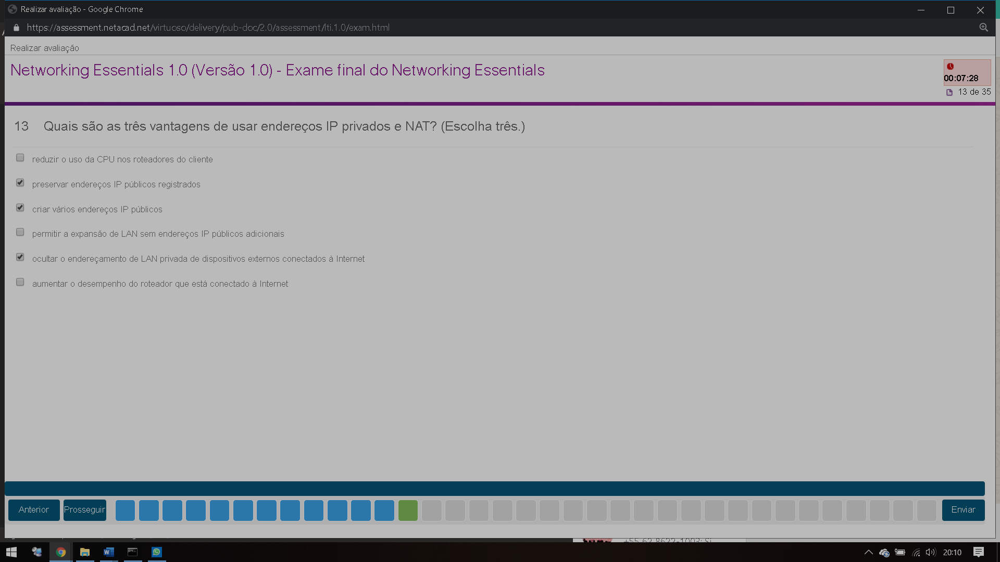 Realizar avaliação - Google Chrome
https://assessment.netacad.net/virtuoso/delivery/pub-doc/2.0/assessment/lti.1.0/exam.html
Realizar avaliação
Networking Essentials 1.0 (Versão 1.0) - Exame final do Networking Essentials
00:07:28
13 de 35
13 Quais são as três vantagens de usar endereços IP privados e NAT? (Escolha três.)
reduzir o uso da CPU nos roteadores do cliente
preservar endereços IP públicos registrados
criar vários endereços IP públicos
permitir a expansão de LAN sem endereços IP públicos adicionais
ocultar o endereçamento de LAN privada de dispositivos externos conectados à Internet
aumentar o desempenho do roteador que está conectado à Internet
Anterior Prosseguir Enviar
20:10